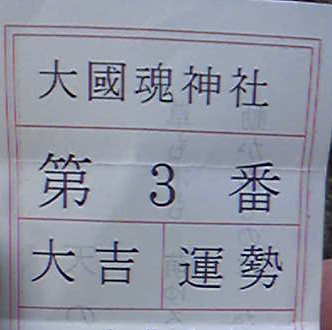 大國魂神社
第3番
大吉 運勢